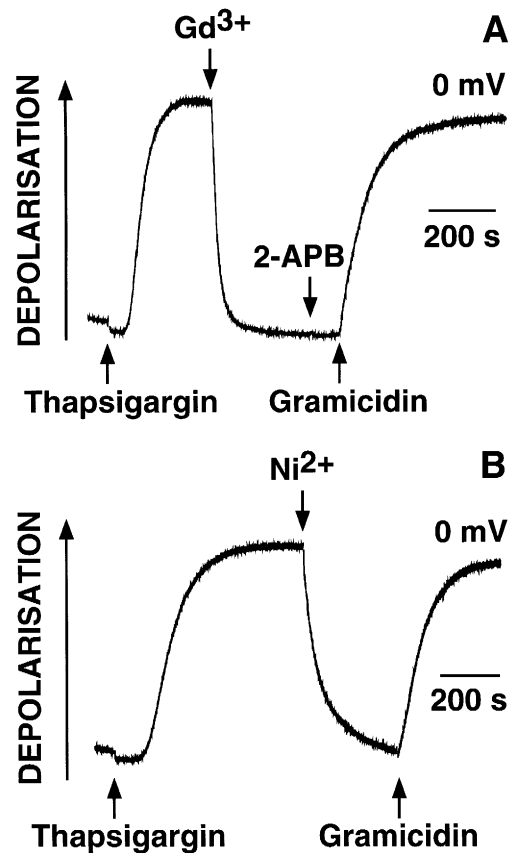 Gd3+
A
0 mV
DEPOLARISATION
200 s
2-APB
Thapsigargin
Gramicidin
Ni2+
B
0 mV
DEPOLARISATION
200 s
Thapsigargin
Gramicidin